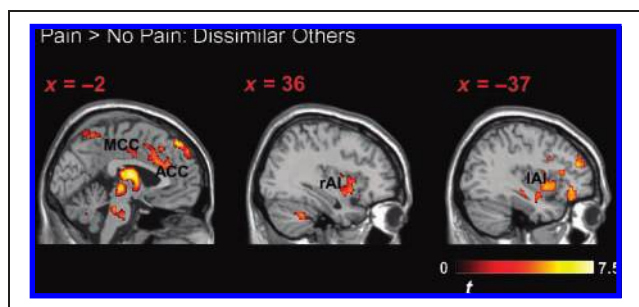 Pain > No Pain: Dissimilar Others
x = –2
x = 36
x = –37
MCC
ACC
rAI
lAI
0
7.5
t